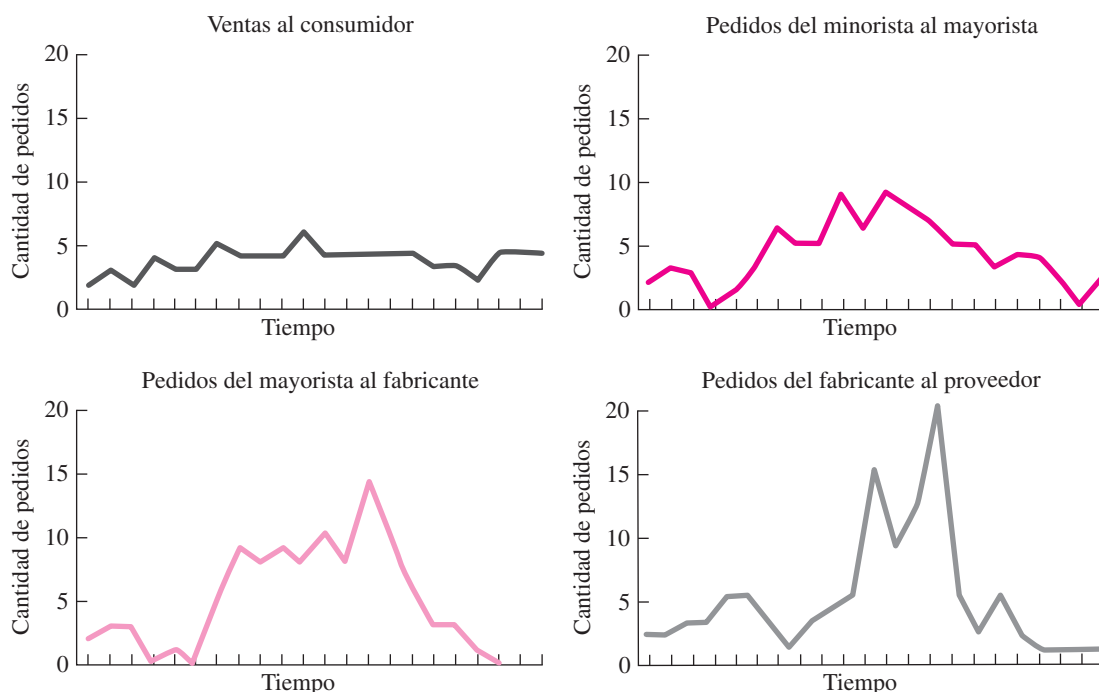 Ventas al consumidor
20
15
10
5
0
Cantidad de pedidos
Tiempo
Pedidos del minorista al mayorista
20
15
10
5
0
Cantidad de pedidos
Tiempo
Pedidos del mayorista al fabricante
20
15
10
5
0
Cantidad de pedidos
Tiempo
Pedidos del fabricante al proveedor
20
15
10
5
0
Cantidad de pedidos
Tiempo